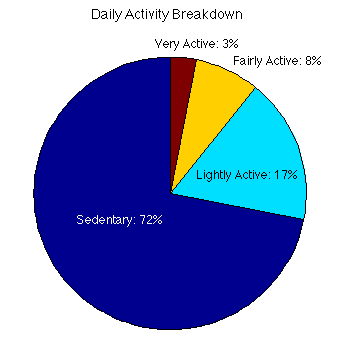 Daily Activity Breakdown
Very Active: 3%
Fairly Active: 8%
Lightly Active: 17%
Sedentary: 72%